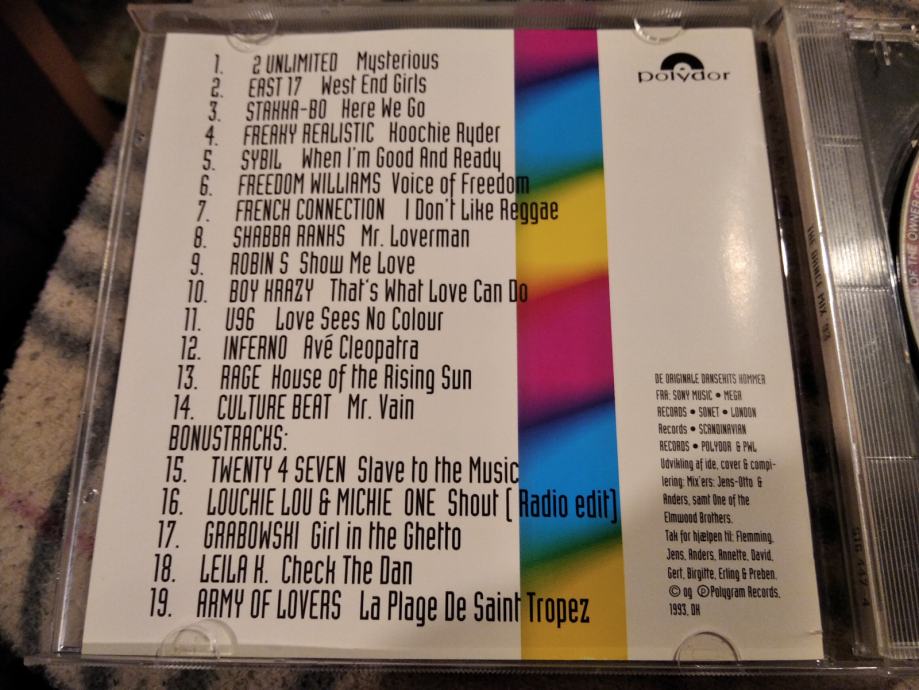 1. 2 UNLIMITED Mysterious
2. EAST 17 West End Girls
3. STAKKA-BO Here We Go
4. FREAKY REALISTIC Koochie Ryder
5. SYBIL When I'm Good And Ready
6. FREEDOM WILLIAMS Voice of Freedom
7. FRENCH CONNECTION I Don't Like Reggae
8. SHABBA RANKS Mr. Loverman
9. ROBIN S Show Me Love
10. BOY KRAZY That's What Love Can Do
11. U96 Love Sees No Colour
12. INFERNO Avé Cleopatra
13. RAGE House of the Rising Sun
14. CULTURE BEAT Mr. Vain
BONUSTRACKS:
15. TWENTY 4 SEVEN Slave to the Music
16. LOUCHIE LOU & MICHIE ONE Shout ( Radio edit)
17. GRABOWSKI Girl in the Ghetto
18. LEILA K. Check The Dan
19. ARMY OF LOVERS La Plage De Saint Tropez
polydor
DE ORIGINALE DANSEHITS KOMMER
FRA: SONY MUSIC • MEGA
RECORDS • SONET • LONDON
Records • SCANDINAVIAN
RECORDS • POLYDOR & PWL
Udvikling af ide, cover & compi-
lering: Mix'ers: Jens-Otto &
Anders, samt One of the
Elmwood Brothers.
Tak for hjælpen til: Flemming,
Jens, Anders, Annette, David,
Gert, Birgitte, Erling & Preben.
© og ℗ Polygram Records,
1993, DK
THE DANCE MIX 93
OF THE OWNER